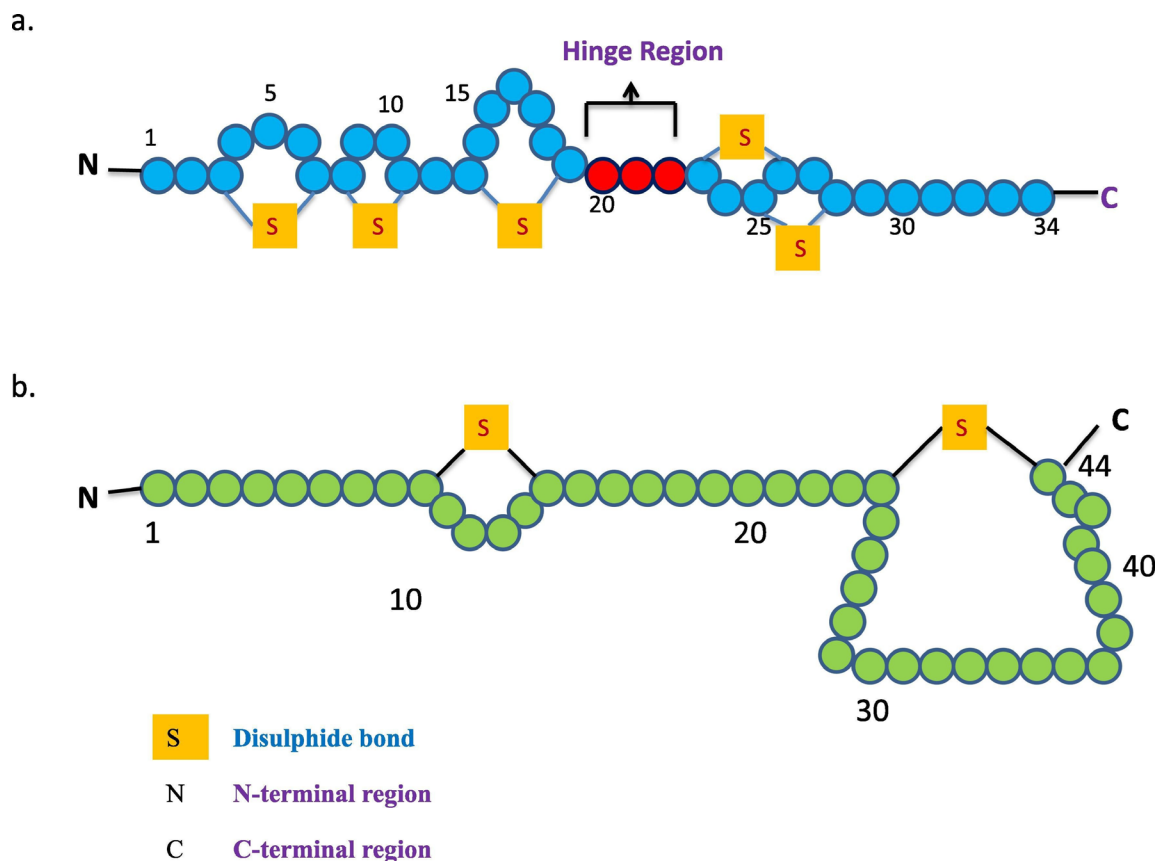 a.
Hinge Region
1
5
10
15
N
S
S
S
S
S
20
25
30
34
C
b.
S
S
C
N
44
1
20
40
10
30
S Disulphide bond
N N-terminal region
C C-terminal region